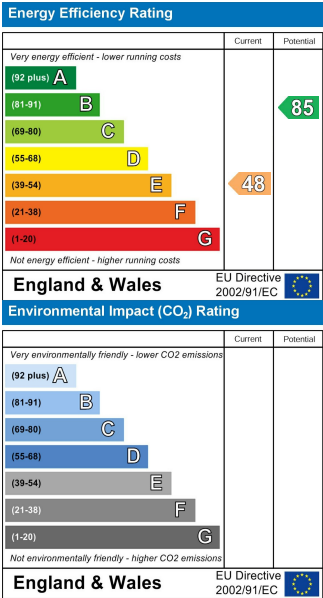 Energy Efficiency Rating
Current Potential
Very energy efficient - lower running costs
(92 plus) A
(81-91) B
85
(69-80) C
(55-68) D
(39-54) E
48
(21-38) F
(1-20) G
Not energy efficient - higher running costs
England & Wales
EU Directive
2002/91/EC
Environmental Impact (CO₂) Rating
Current Potential
Very environmentally friendly - lower CO2 emissions
(92 plus) A
(81-91) B
(69-80) C
(55-68) D
(39-54) E
(21-38) F
(1-20) G
Not environmentally friendly - higher CO2 emissions
England & Wales
EU Directive
2002/91/EC